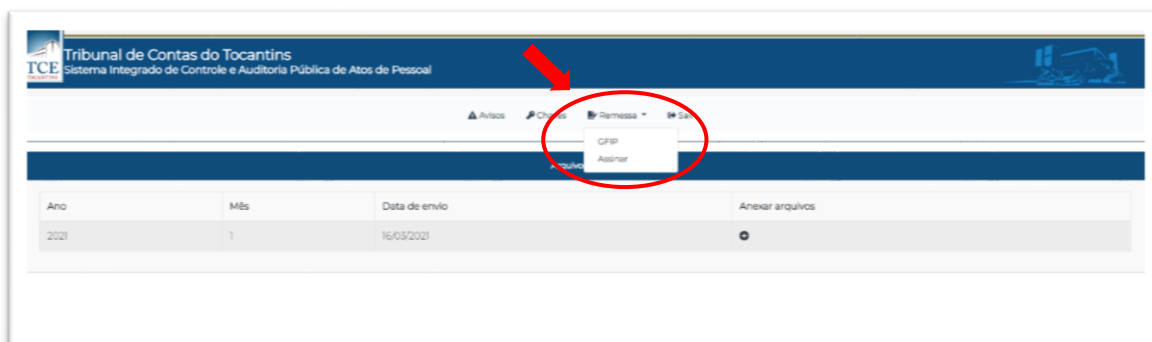 Tribunal de Contas do Tocantins
TCE Sistema Integrado de Controle e Auditoria Pública de Atos de Pessoal
TOCANTINS
Avisos Remessa
GFIP
Assinar
Ano Mês Data de envio Anexar arquivos
2021 1 16/03/2021